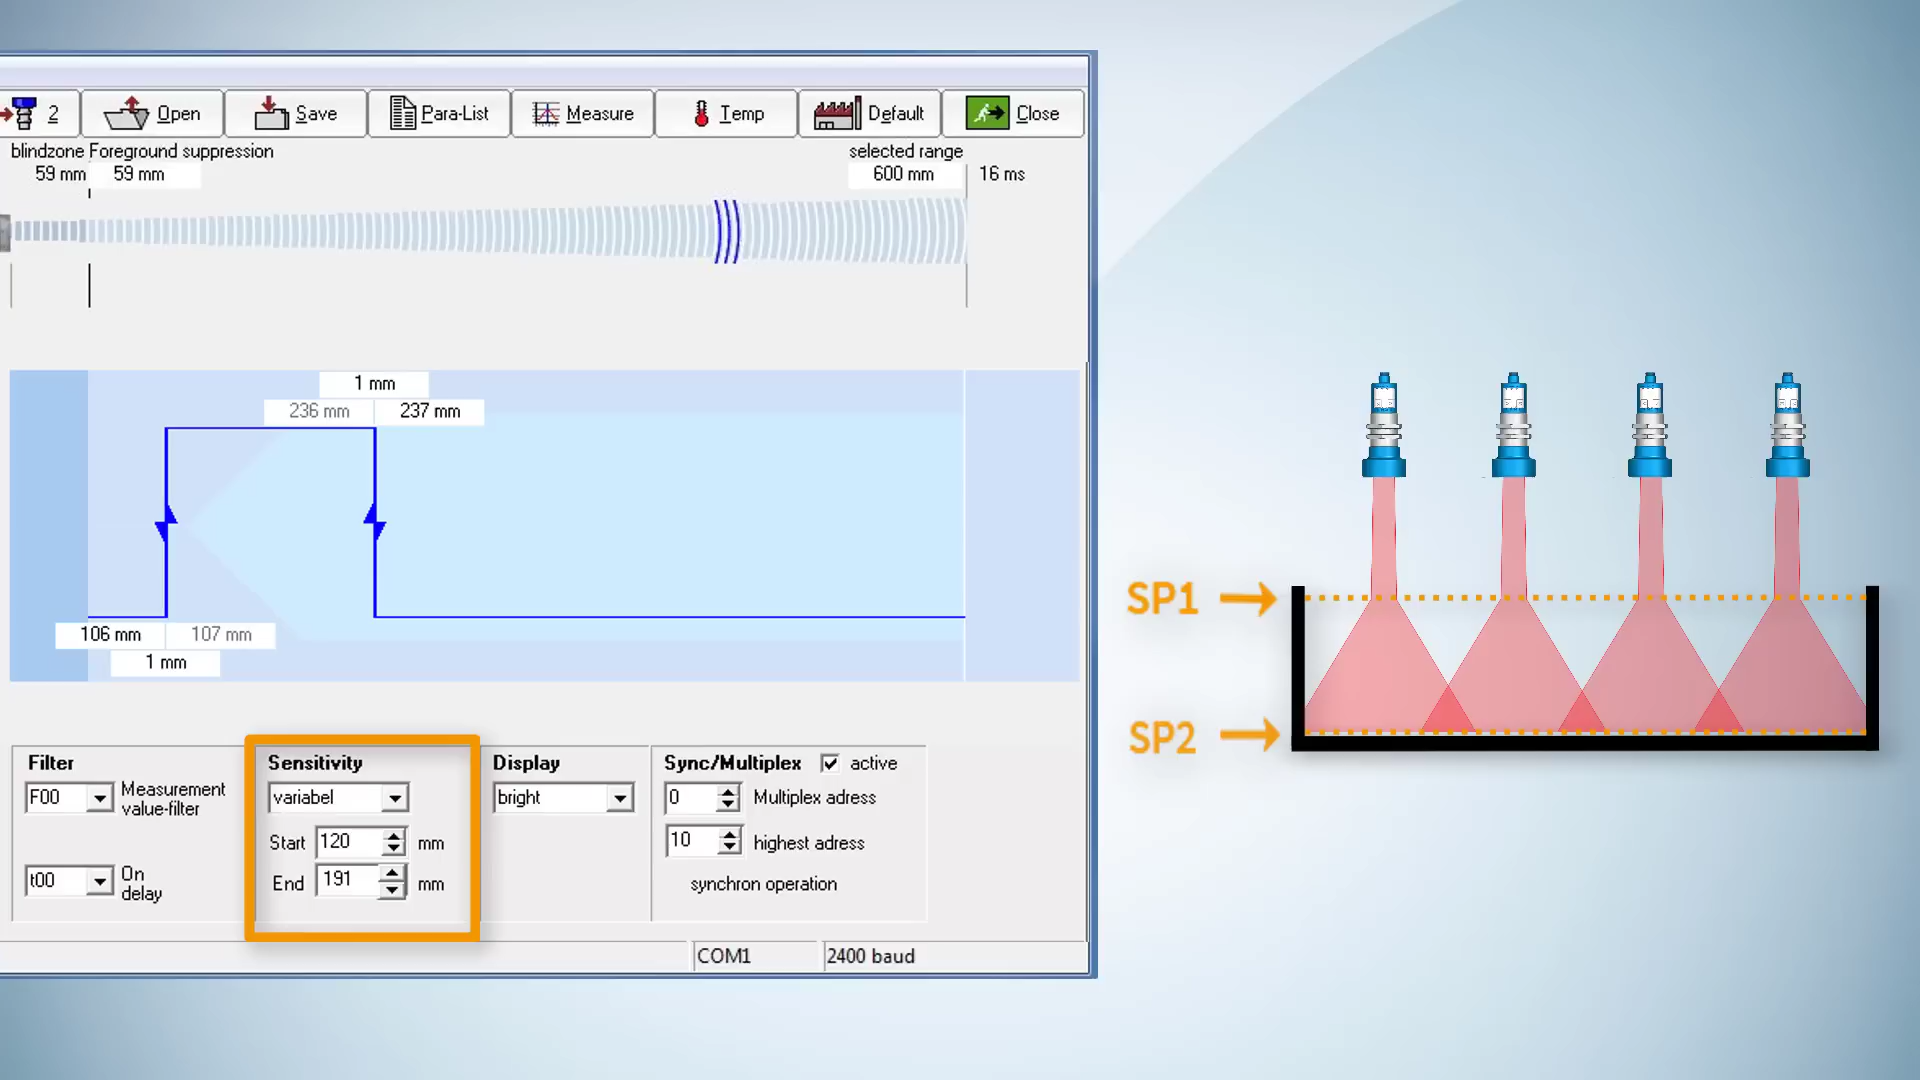 2 Open Save Para-List Measure Temp Default Close
blindzone Foreground suppression selected range
59 mm 59 mm 600 mm 16 ms
1 mm
236 mm 237 mm
106 mm 107 mm
1 mm
SP1
SP2
Filter
F00 Measurement
value-filter
t00 On
delay
Sensitivity
variabel
Start 120 mm
End 191 mm
Display
bright
Sync/Multiplex active
0 Multiplex adress
10 highest adress
synchron operation
COM1 2400 baud